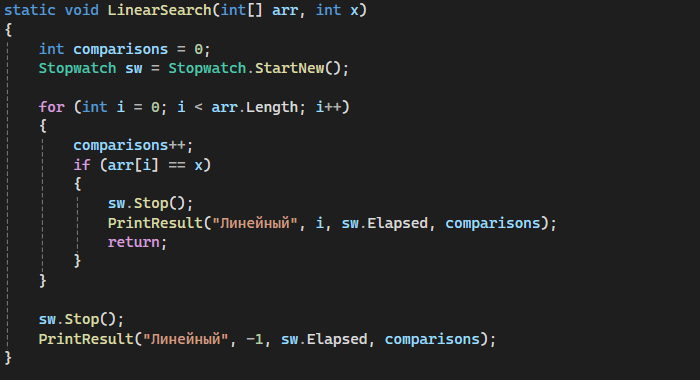 static void LinearSearch(int[] arr, int x)
{
    int comparisons = 0;
    Stopwatch sw = Stopwatch.StartNew();

    for (int i = 0; i < arr.Length; i++)
    {
        comparisons++;
        if (arr[i] == x)
        {
            sw.Stop();
            PrintResult("Линейный", i, sw.Elapsed, comparisons);
            return;
        }
    }

    sw.Stop();
    PrintResult("Линейный", -1, sw.Elapsed, comparisons);
}